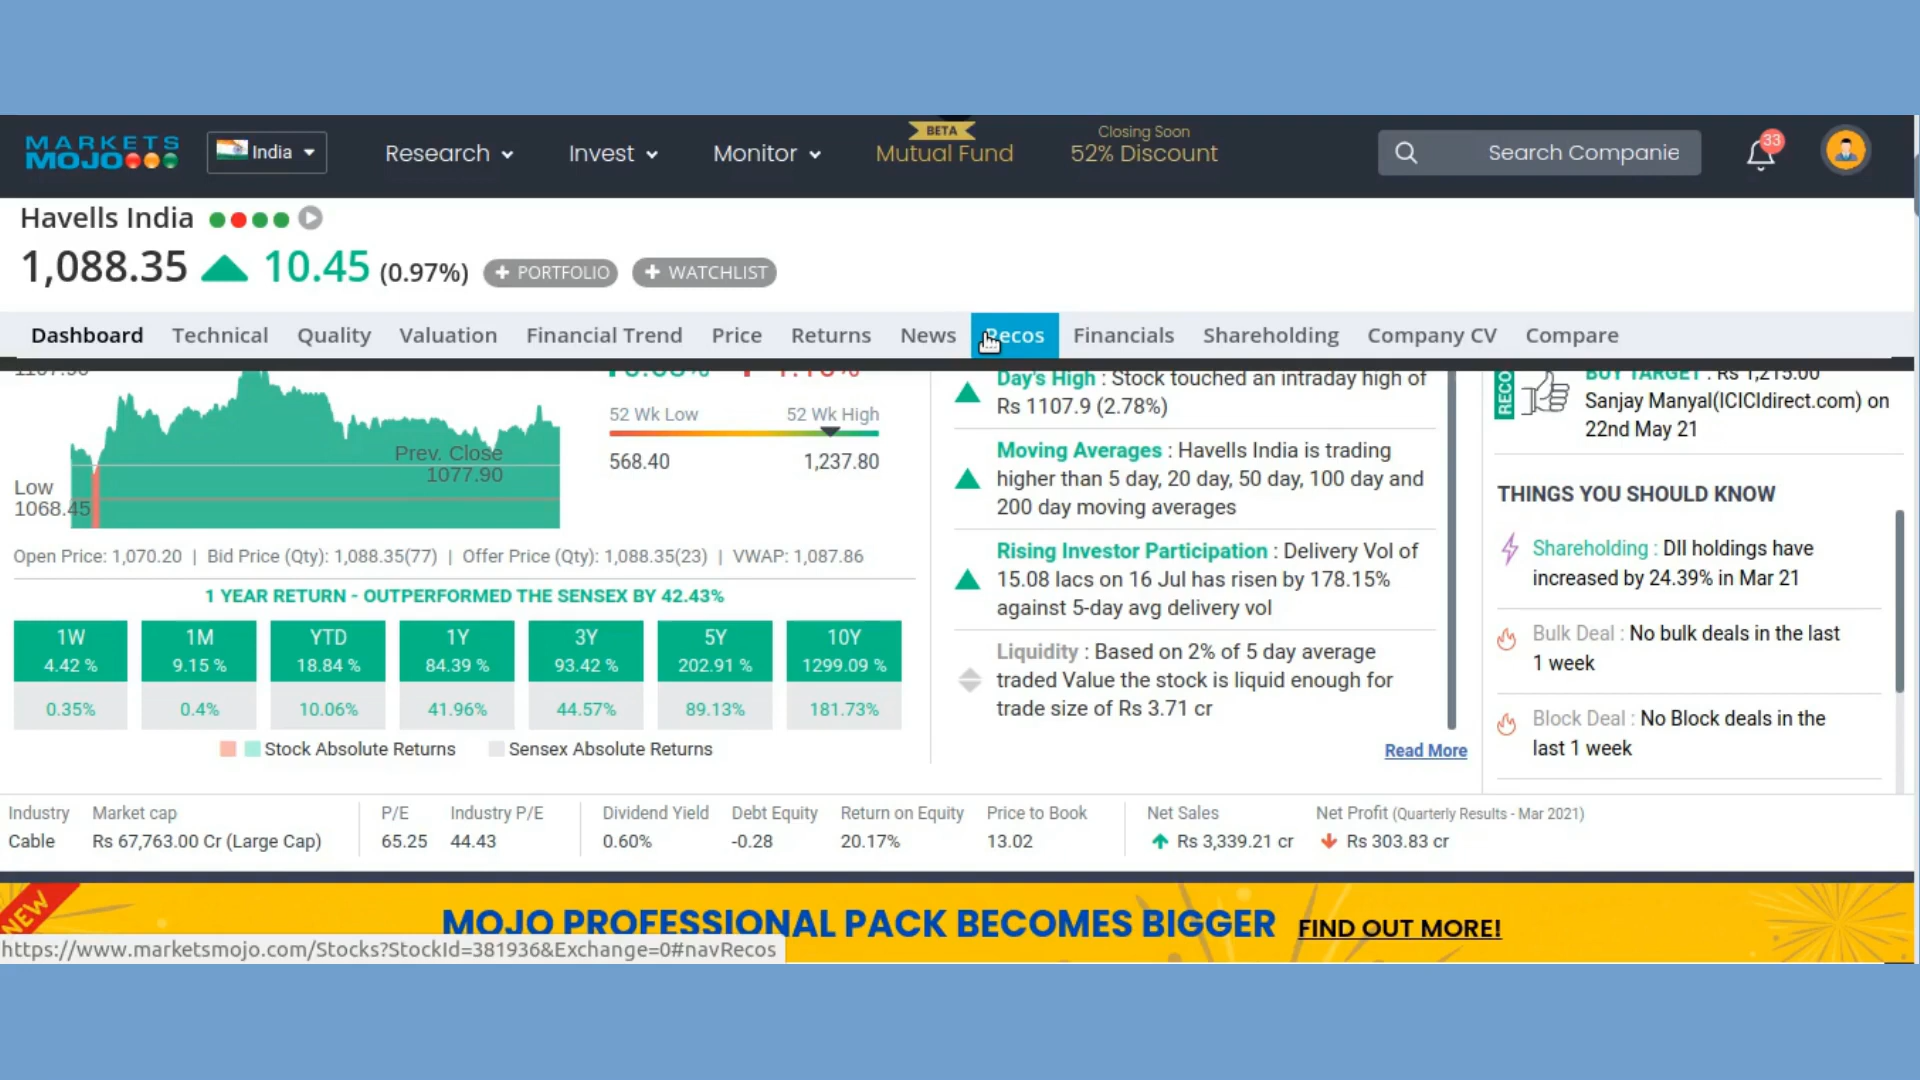 MARKETS
MOJO
India
Research
Invest
Monitor
BETA
Mutual Fund
Closing Soon
52% Discount
Search Companie
33
Havells India
1,088.35 10.45 (0.97%) + PORTFOLIO + WATCHLIST
Dashboard Technical Quality Valuation Financial Trend Price Returns News Recos Financials Shareholding Company CV Compare
Prev. Close
1077.90
Low
1068.45
52 Wk Low 52 Wk High
568.40 1,237.80
Open Price: 1,070.20 | Bid Price (Qty): 1,088.35(77) | Offer Price (Qty): 1,088.35(23) | VWAP: 1,087.86
1 YEAR RETURN - OUTPERFORMED THE SENSEX BY 42.43%
1W 1M YTD 1Y 3Y 5Y 10Y
4.42 % 9.15 % 18.84 % 84.39 % 93.42 % 202.91 % 1299.09 %
0.35% 0.4% 10.06% 41.96% 44.57% 89.13% 181.73%
Stock Absolute Returns Sensex Absolute Returns
Day's High : Stock touched an intraday high of
Rs 1107.9 (2.78%)
Moving Averages : Havells India is trading
higher than 5 day, 20 day, 50 day, 100 day and
200 day moving averages
Rising Investor Participation : Delivery Vol of
15.08 lacs on 16 Jul has risen by 178.15%
against 5-day avg delivery vol
Liquidity : Based on 2% of 5 day average
traded Value the stock is liquid enough for
trade size of Rs 3.71 cr
Read More
RECO
BUY TARGET : Rs 1,215.00
Sanjay Manyal(ICICIdirect.com) on
22nd May 21
THINGS YOU SHOULD KNOW
Shareholding : DII holdings have
increased by 24.39% in Mar 21
Bulk Deal : No bulk deals in the last
1 week
Block Deal : No Block deals in the
last 1 week
Industry Market cap P/E Industry P/E Dividend Yield Debt Equity Return on Equity Price to Book Net Sales Net Profit (Quarterly Results - Mar 2021)
Cable Rs 67,763.00 Cr (Large Cap) 65.25 44.43 0.60% -0.28 20.17% 13.02 Rs 3,339.21 cr Rs 303.83 cr
NEW
MOJO PROFESSIONAL PACK BECOMES BIGGER FIND OUT MORE!
https://www.marketsmojo.com/Stocks?StockId=381936&Exchange=0#navRecos